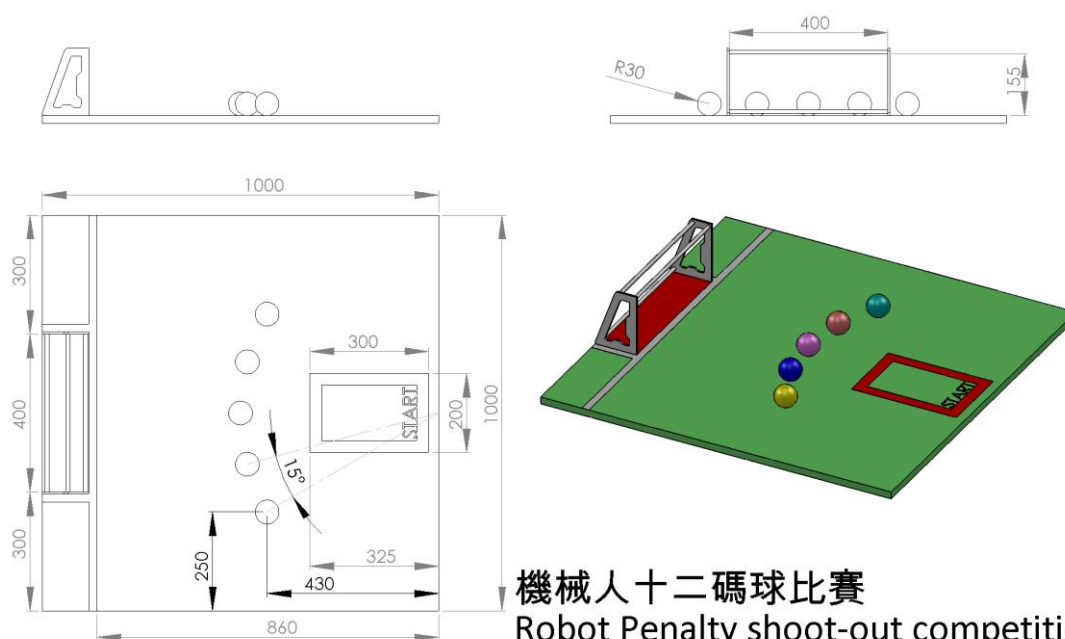 400
R30
155
1000
300
300
400
START
200
1000
15°
300
250
325
430
860
機械人十二碼球比賽
Robot Penalty shoot-out competiti
START